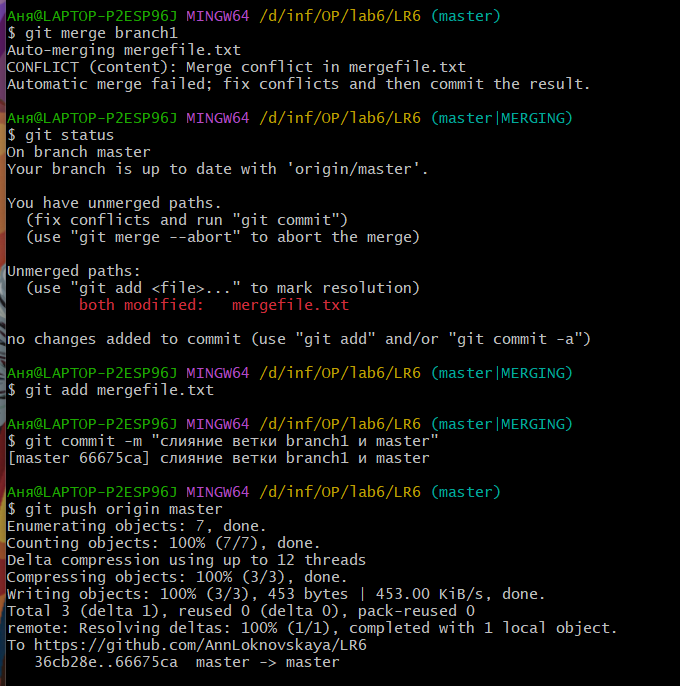 Аня@LAPTOP-P2ESP96J MINGW64 /d/inf/OP/lab6/LR6 (master)
$ git merge branch1
Auto-merging mergefile.txt
CONFLICT (content): Merge conflict in mergefile.txt
Automatic merge failed; fix conflicts and then commit the result.

Аня@LAPTOP-P2ESP96J MINGW64 /d/inf/OP/lab6/LR6 (master|MERGING)
$ git status
On branch master
Your branch is up to date with 'origin/master'.

You have unmerged paths.
  (fix conflicts and run "git commit")
  (use "git merge --abort" to abort the merge)

Unmerged paths:
  (use "git add <file>..." to mark resolution)
        both modified:   mergefile.txt

no changes added to commit (use "git add" and/or "git commit -a")

Аня@LAPTOP-P2ESP96J MINGW64 /d/inf/OP/lab6/LR6 (master|MERGING)
$ git add mergefile.txt

Аня@LAPTOP-P2ESP96J MINGW64 /d/inf/OP/lab6/LR6 (master|MERGING)
$ git commit -m "слияние ветки branch1 и master"
[master 66675ca] слияние ветки branch1 и master

Аня@LAPTOP-P2ESP96J MINGW64 /d/inf/OP/lab6/LR6 (master)
$ git push origin master
Enumerating objects: 7, done.
Counting objects: 100% (7/7), done.
Delta compression using up to 12 threads
Compressing objects: 100% (3/3), done.
Writing objects: 100% (3/3), 453 bytes | 453.00 KiB/s, done.
Total 3 (delta 1), reused 0 (delta 0), pack-reused 0
remote: Resolving deltas: 100% (1/1), completed with 1 local object.
To https://github.com/AnnLoknovskaya/LR6
   36cb28e..66675ca  master -> master